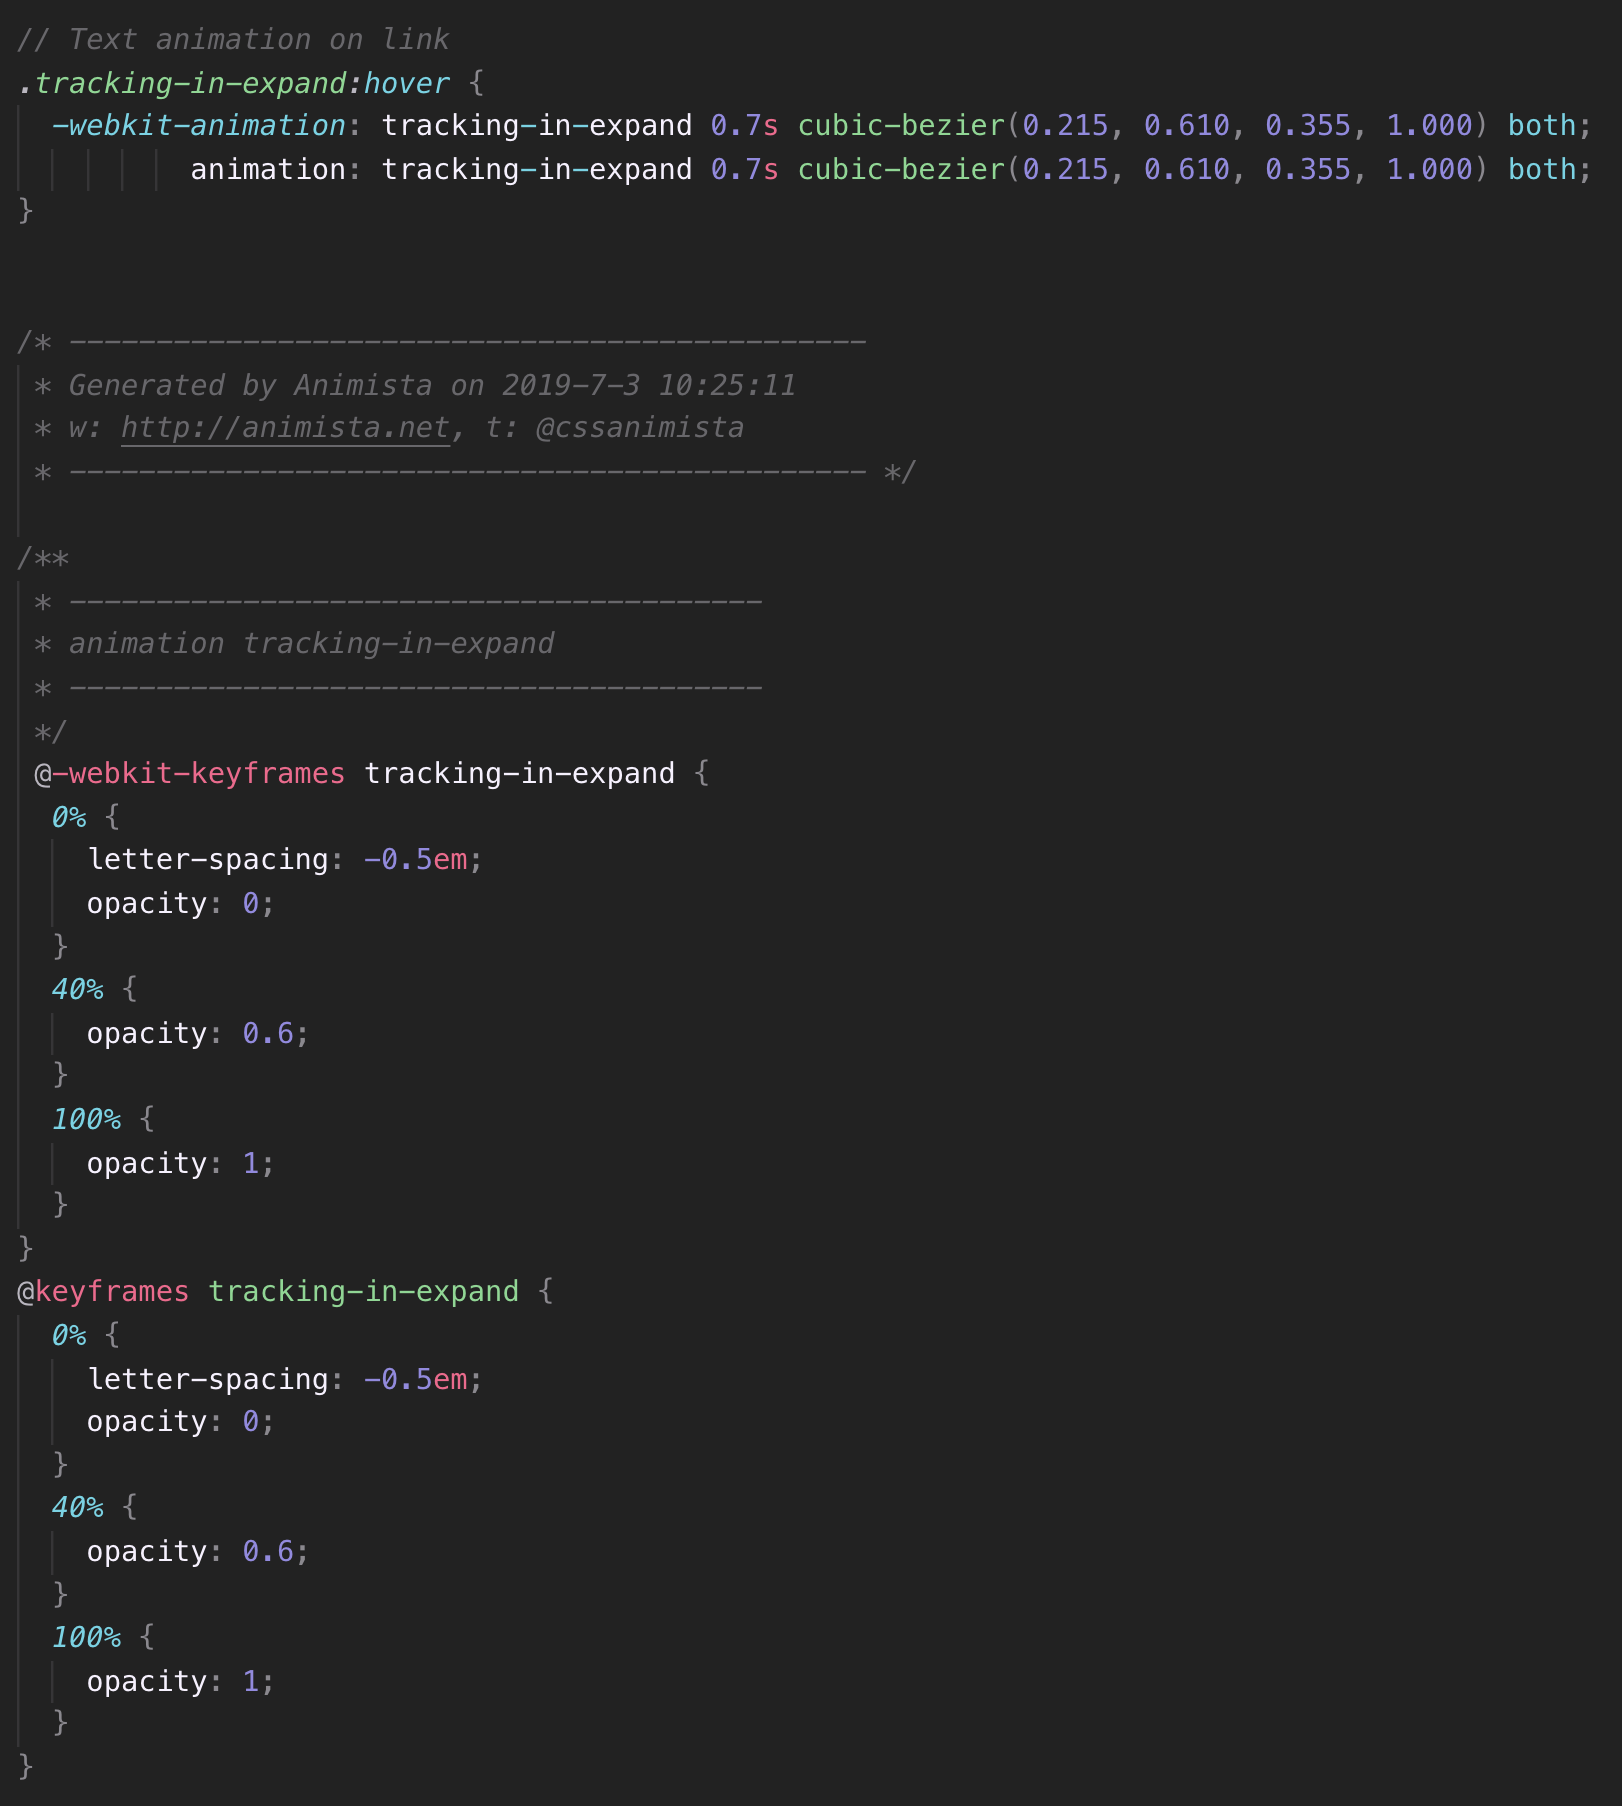 // Text animation on link
.tracking-in-expand:hover {
  -webkit-animation: tracking-in-expand 0.7s cubic-bezier(0.215, 0.610, 0.355, 1.000) both;
          animation: tracking-in-expand 0.7s cubic-bezier(0.215, 0.610, 0.355, 1.000) both;
}
/* ----------------------------------------------
 * Generated by Animista on 2019-7-3 10:25:11
 * w: http://animista.net, t: @cssanimista
 * ---------------------------------------------- */
/**
 * ----------------------------------------
 * animation tracking-in-expand
 * ----------------------------------------
 */
 @-webkit-keyframes tracking-in-expand {
  0% {
    letter-spacing: -0.5em;
    opacity: 0;
  }
  40% {
    opacity: 0.6;
  }
  100% {
    opacity: 1;
  }
}
@keyframes tracking-in-expand {
  0% {
    letter-spacing: -0.5em;
    opacity: 0;
  }
  40% {
    opacity: 0.6;
  }
  100% {
    opacity: 1;
  }
}